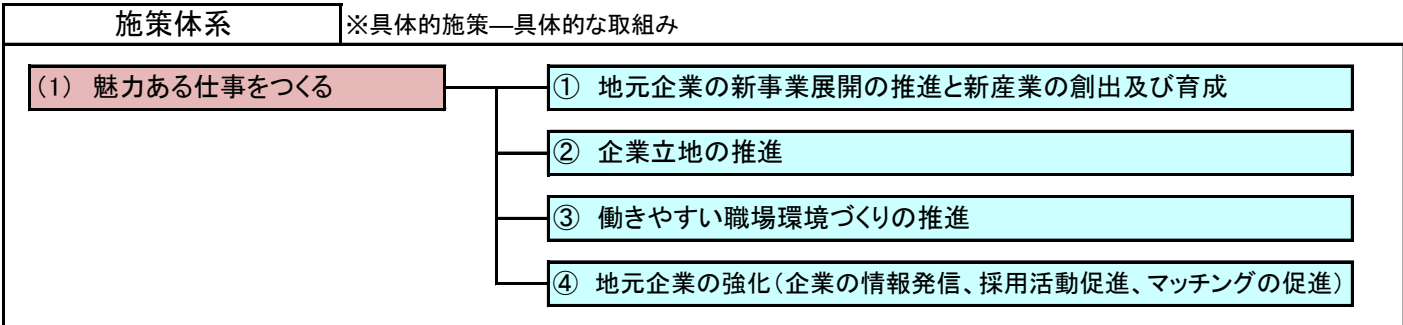 施策体系
※具体的施策―具体的な取組み
(1) 魅力ある仕事をつくる
① 地元企業の新事業展開の推進と新産業の創出及び育成
② 企業立地の推進
③ 働きやすい職場環境づくりの推進
④ 地元企業の強化(企業の情報発信、採用活動促進、マッチングの促進)